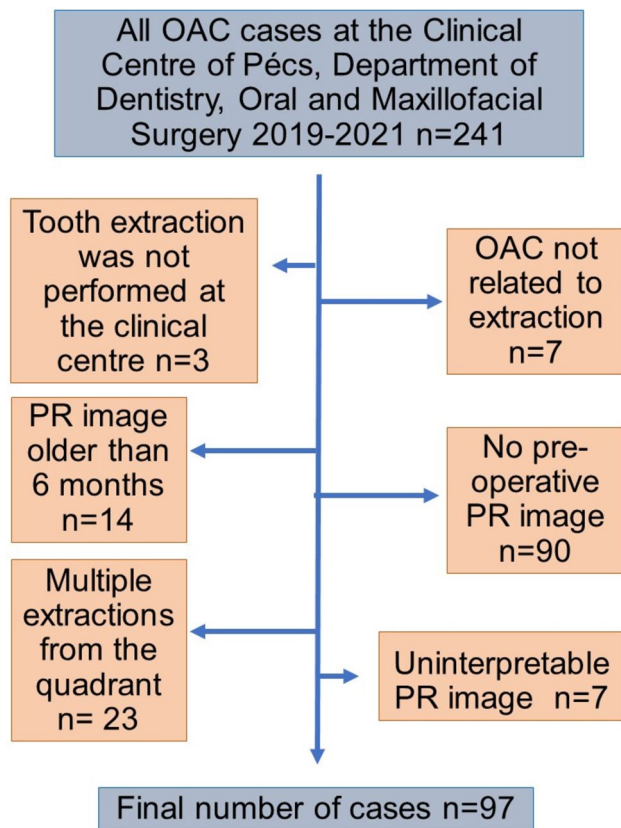 All OAC cases at the Clinical
Centre of Pécs, Department of
Dentistry, Oral and Maxillofacial
Surgery 2019-2021 n=241
Tooth extraction
was not
performed at
the clinical
centre n=3
OAC not
related to
extraction
n=7
PR image
older than
6 months
n=14
No pre-
operative
PR image
n=90
Multiple
extractions
from the
quadrant
n= 23
Uninterpretable
PR image n=7
Final number of cases n=97